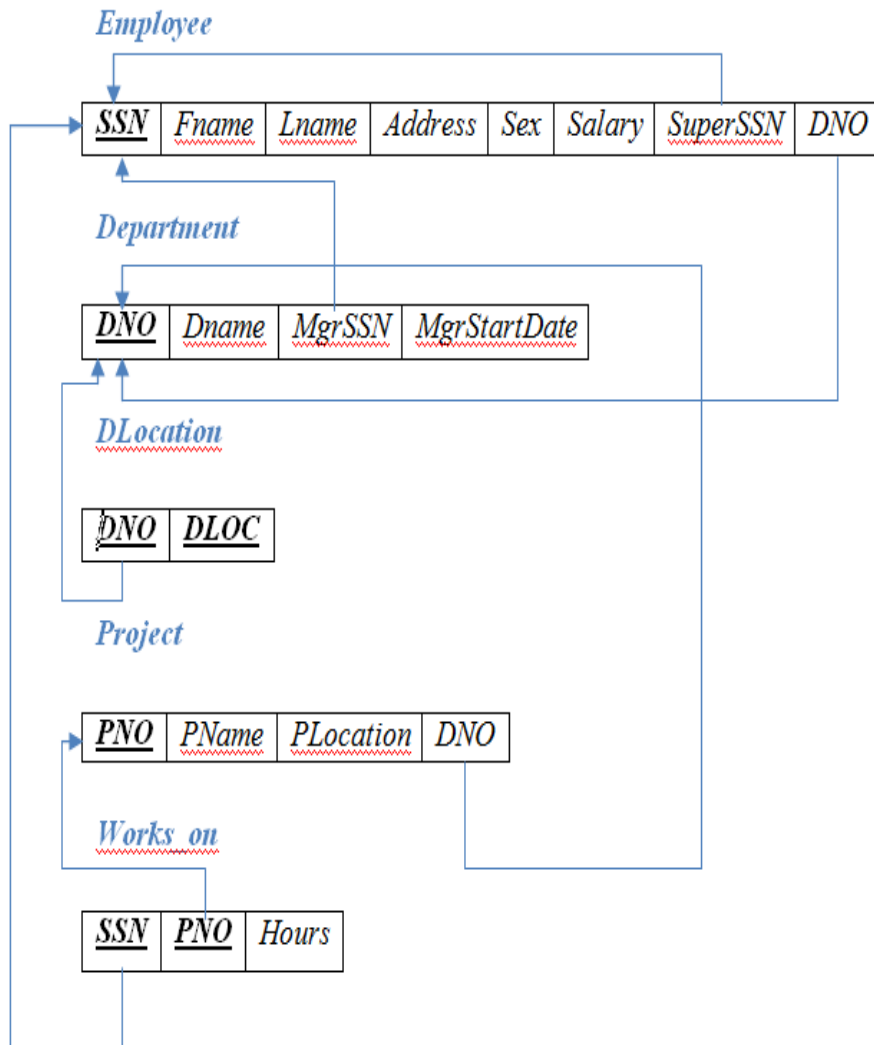 Employee
SSN Fname Lname Address Sex Salary SuperSSN DNO
Department
DNO Dname MgrSSN MgrStartDate
DLocation
DNO DLOC
Project
PNO PName PLocation DNO
Works_on
SSN PNO Hours